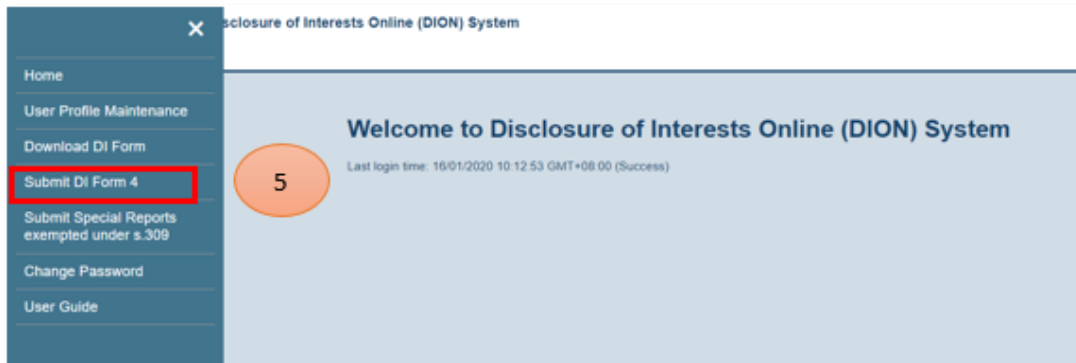 ×
sclosure of Interests Online (DION) System
Home
User Profile Maintenance
Download DI Form
Submit DI Form 4
Submit Special Reports
exempted under s.309
Change Password
User Guide
5
Welcome to Disclosure of Interests Online (DION) System
Last login time: 16/01/2020 10:12:53 GMT+08:00 (Success)